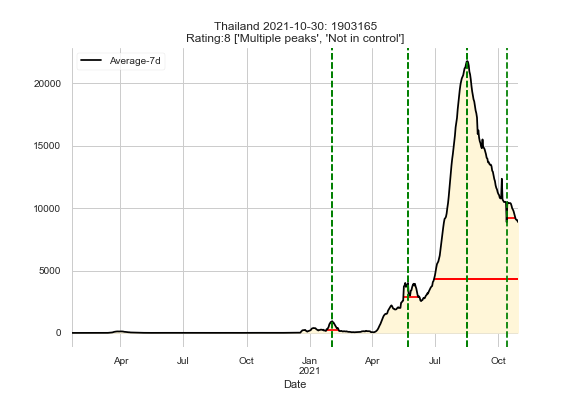 Thailand 2021-10-30: 1903165
Rating:8 ['Multiple peaks', 'Not in control']
Average-7d
20000
15000
10000
5000
0
Apr Jul Oct Jan Apr Jul Oct
2021
Date